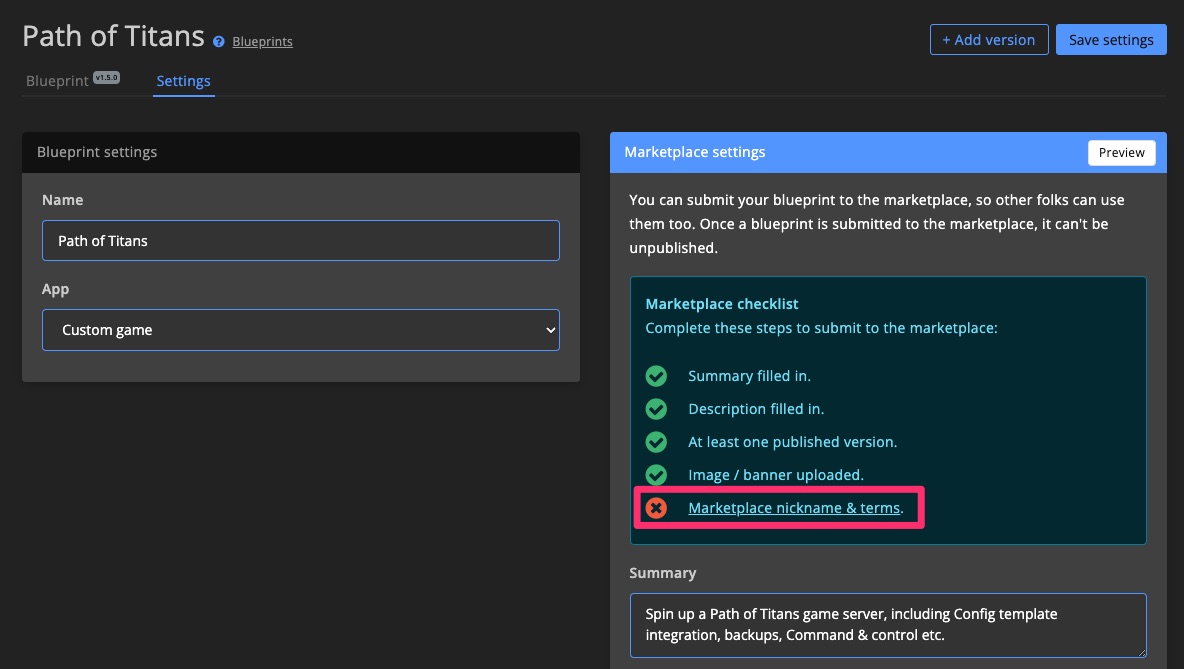 Path of Titans ? Blueprints
+ Add version
Save settings
Blueprint v1.5.0
Settings
Blueprint settings
Name
Path of Titans
App
Custom game
Marketplace settings
Preview
You can submit your blueprint to the marketplace, so other folks can use
them too. Once a blueprint is submitted to the marketplace, it can't be
unpublished.
Marketplace checklist
Complete these steps to submit to the marketplace:
Summary filled in.
Description filled in.
At least one published version.
Image / banner uploaded.
Marketplace nickname & terms.
Summary
Spin up a Path of Titans game server, including Config template
integration, backups, Command & control etc.